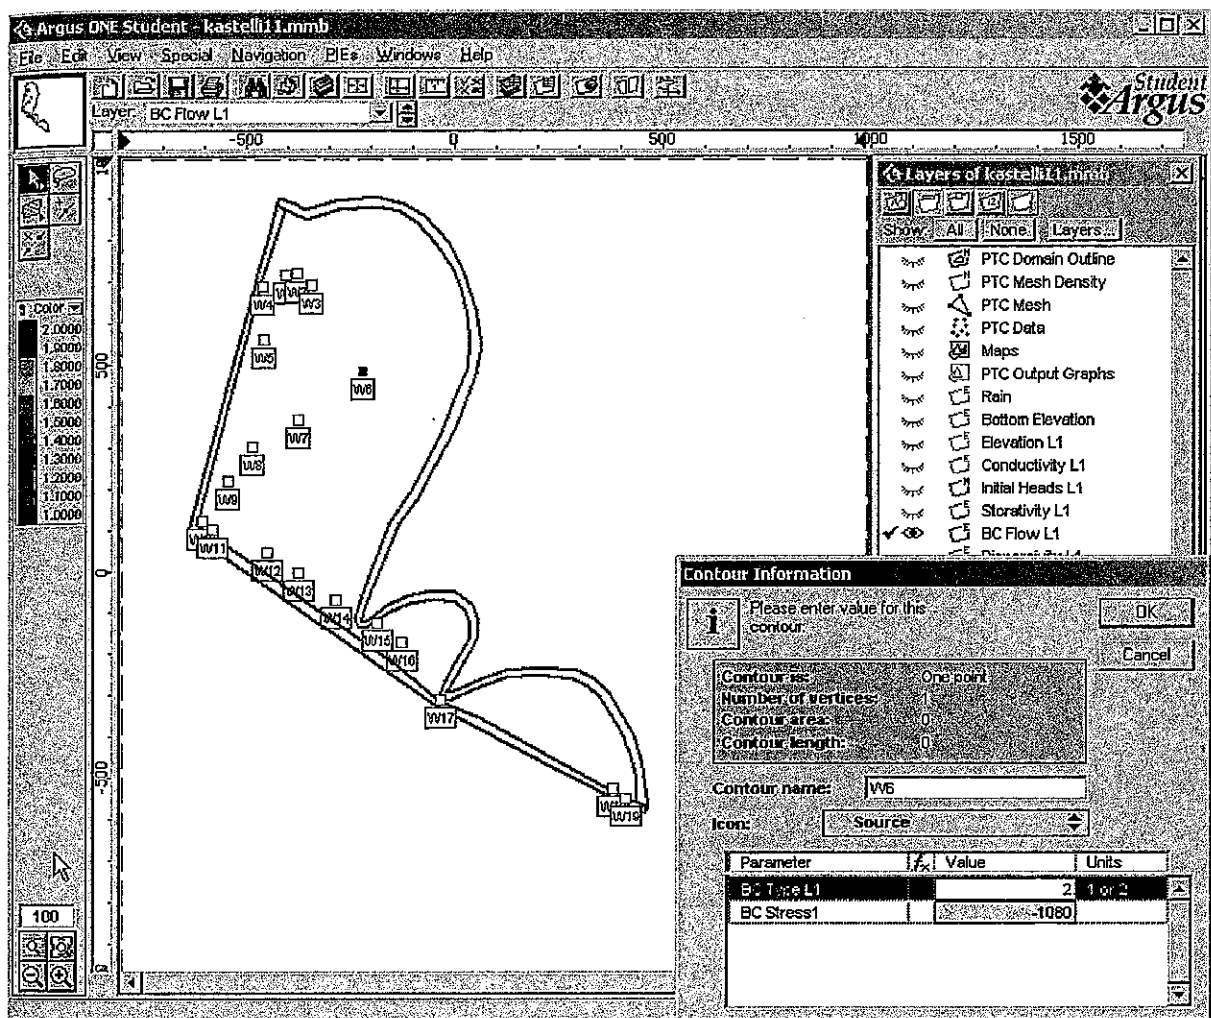 Argus ONE Student - kastelli11.mmb
File Edit View Special Navigation PIEs Windows Help
Layer: BC Flow L1
Student
Argus
-500 0 500 1000 1500
Color
2.0000
1.9000
1.8000
1.7000
1.6000
1.5000
1.4000
1.3000
1.2000
1.1000
1.0000
500
0
-500
W4
W3
W5
W6
W7
W8
W9
W11
W12
W13
W14
W15
W16
W17
W19
100
Layers of kastelli11.mmb
Show: All None Layers...
PTC Domain Outline
PTC Mesh Density
PTC Mesh
PTC Data
Maps
PTC Output Graphs
Rain
Bottom Elevation
Elevation L1
Conductivity L1
Initial Heads L1
Storativity L1
BC Flow L1
Contour Information
Please enter value for this
contour:
OK
Cancel
Contour is: One point
Number of vertices: 1
Contour area: 0
Contour length: 0
Contour name: W6
Icon: Source
Parameter fx Value Units
BC Type L1 2 1 or 2
BC Stress1 -1080